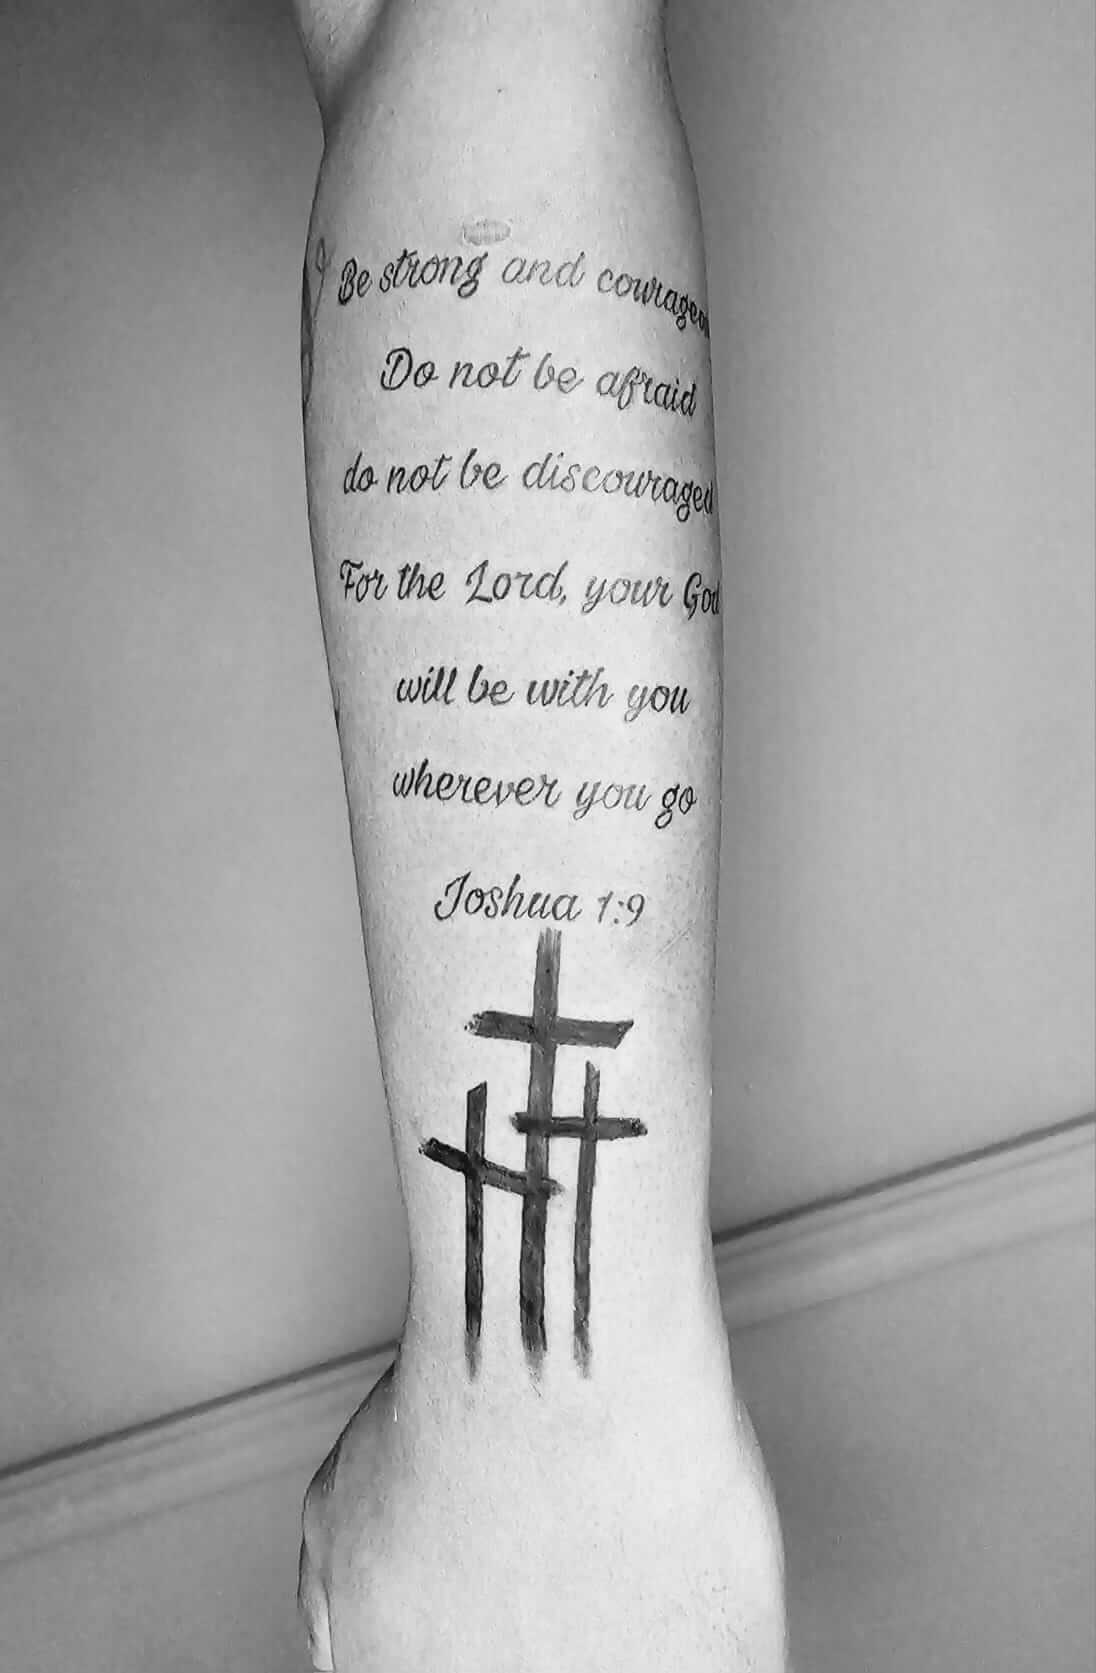 Be strong and courageou
Do not be afraid
do not be discouraged
For the Lord, your God
will be with you
wherever you go
Joshua 1:9